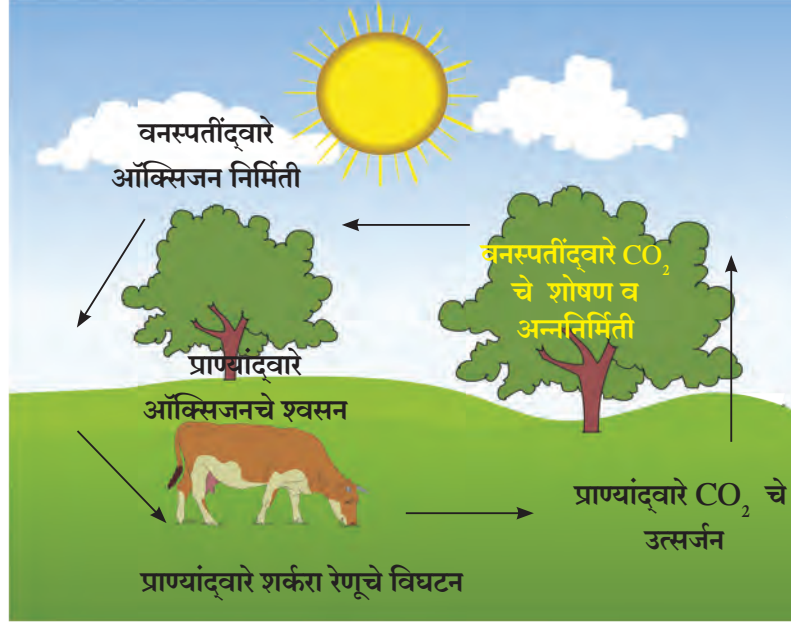 वनस्पतींद्‌वारे
ऑक्सिजन निर्मिती
वनस्पतींद्‌वारे CO₂
चे शोषण व
अन्ननिर्मिती
प्राण्यांद्‌वारे
ऑक्सिजनचे श्वसन
प्राण्यांद्‌वारे CO₂ चे
उत्सर्जन
प्राण्यांद्‌वारे शर्करा रेणूचे विघटन